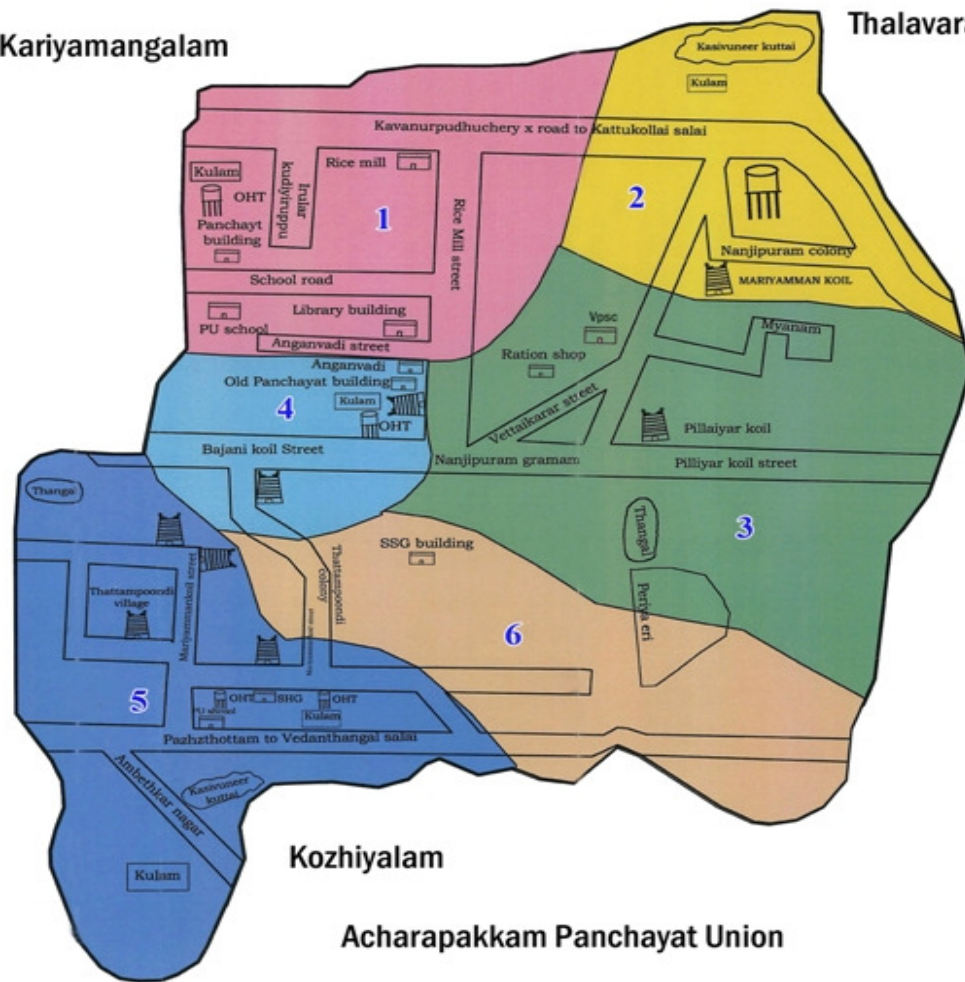 Kariyamangalam
Kasivuneer kuttai
Kulam
Kavanurpudhuchery x road to Kattukollai salai
Rice mill
Kulam
OHT
Irular
kudiyiruppu
Panchayt
building
1
2
Rice Mill street
Nanjipuram colony
MARIYAMMAN KOIL
School road
Library building
PU school
Anganvadi street
Vpsc
Myanam
Ration shop
Anganvadi
Old Panchayat building
4
Kulam
OHT
Vettaikarar street
Pillaiyar koil
Bajani koil Street
Nanjipuram gramam
Pilliyar koil street
Thangal
Thangal
3
SSG building
Thattampoondi
colony
Mariyammankoil street
Thattampoondi
village
Periya eri
6
5
OHT
SHG
OHT
PU school
Kulam
Pazhzthottam to Vedanthangal salai
Ambethkar nagar
Kasivuneer
kuttai
Kulam
Kozhiyalam
Acharapakkam Panchayat Union